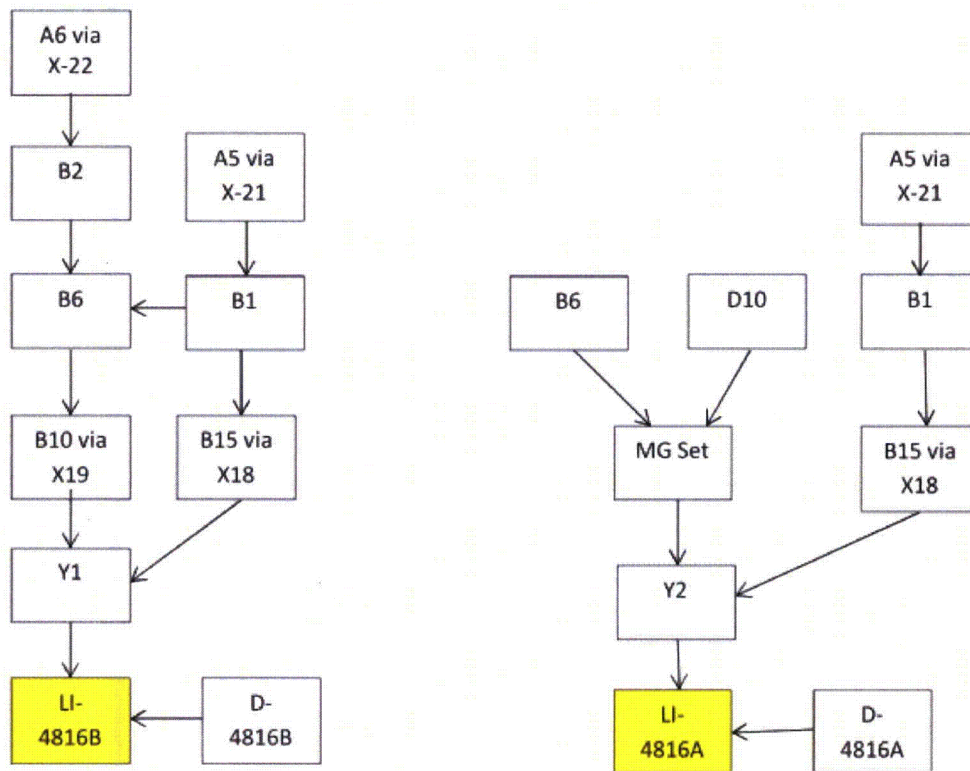 A6 via
X-22
B2
A5 via
X-21
B6
B1
B10 via
X19
B15 via
X18
Y1
LI-
4816B
D-
4816B
A5 via
X-21
B6
D10
B1
MG Set
B15 via
X18
Y2
LI-
4816A
D-
4816A